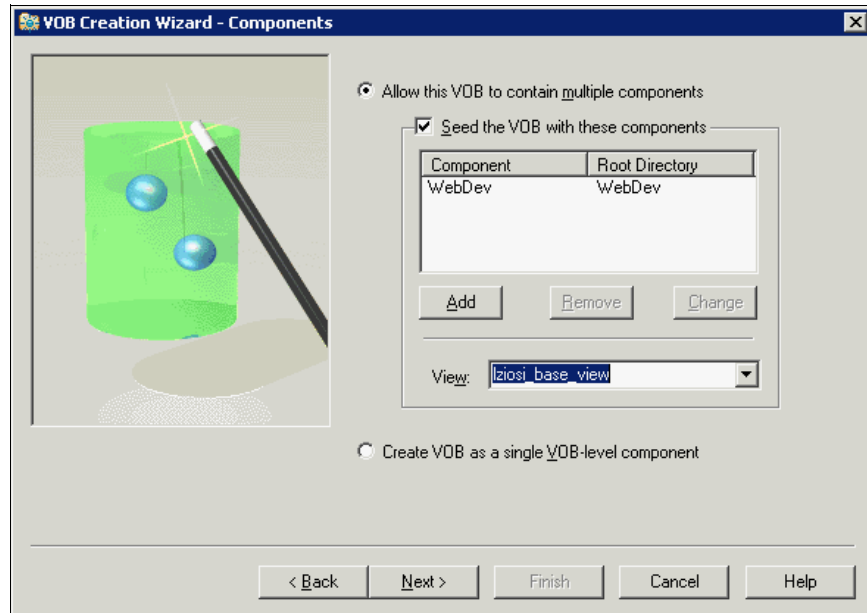 VOB Creation Wizard - Components
Allow this VOB to contain multiple components
Seed the VOB with these components
Component Root Directory
WebDev WebDev
Add Remove Change
View: lziosi_base_view
Create VOB as a single VOB-level component
< Back Next > Finish Cancel Help